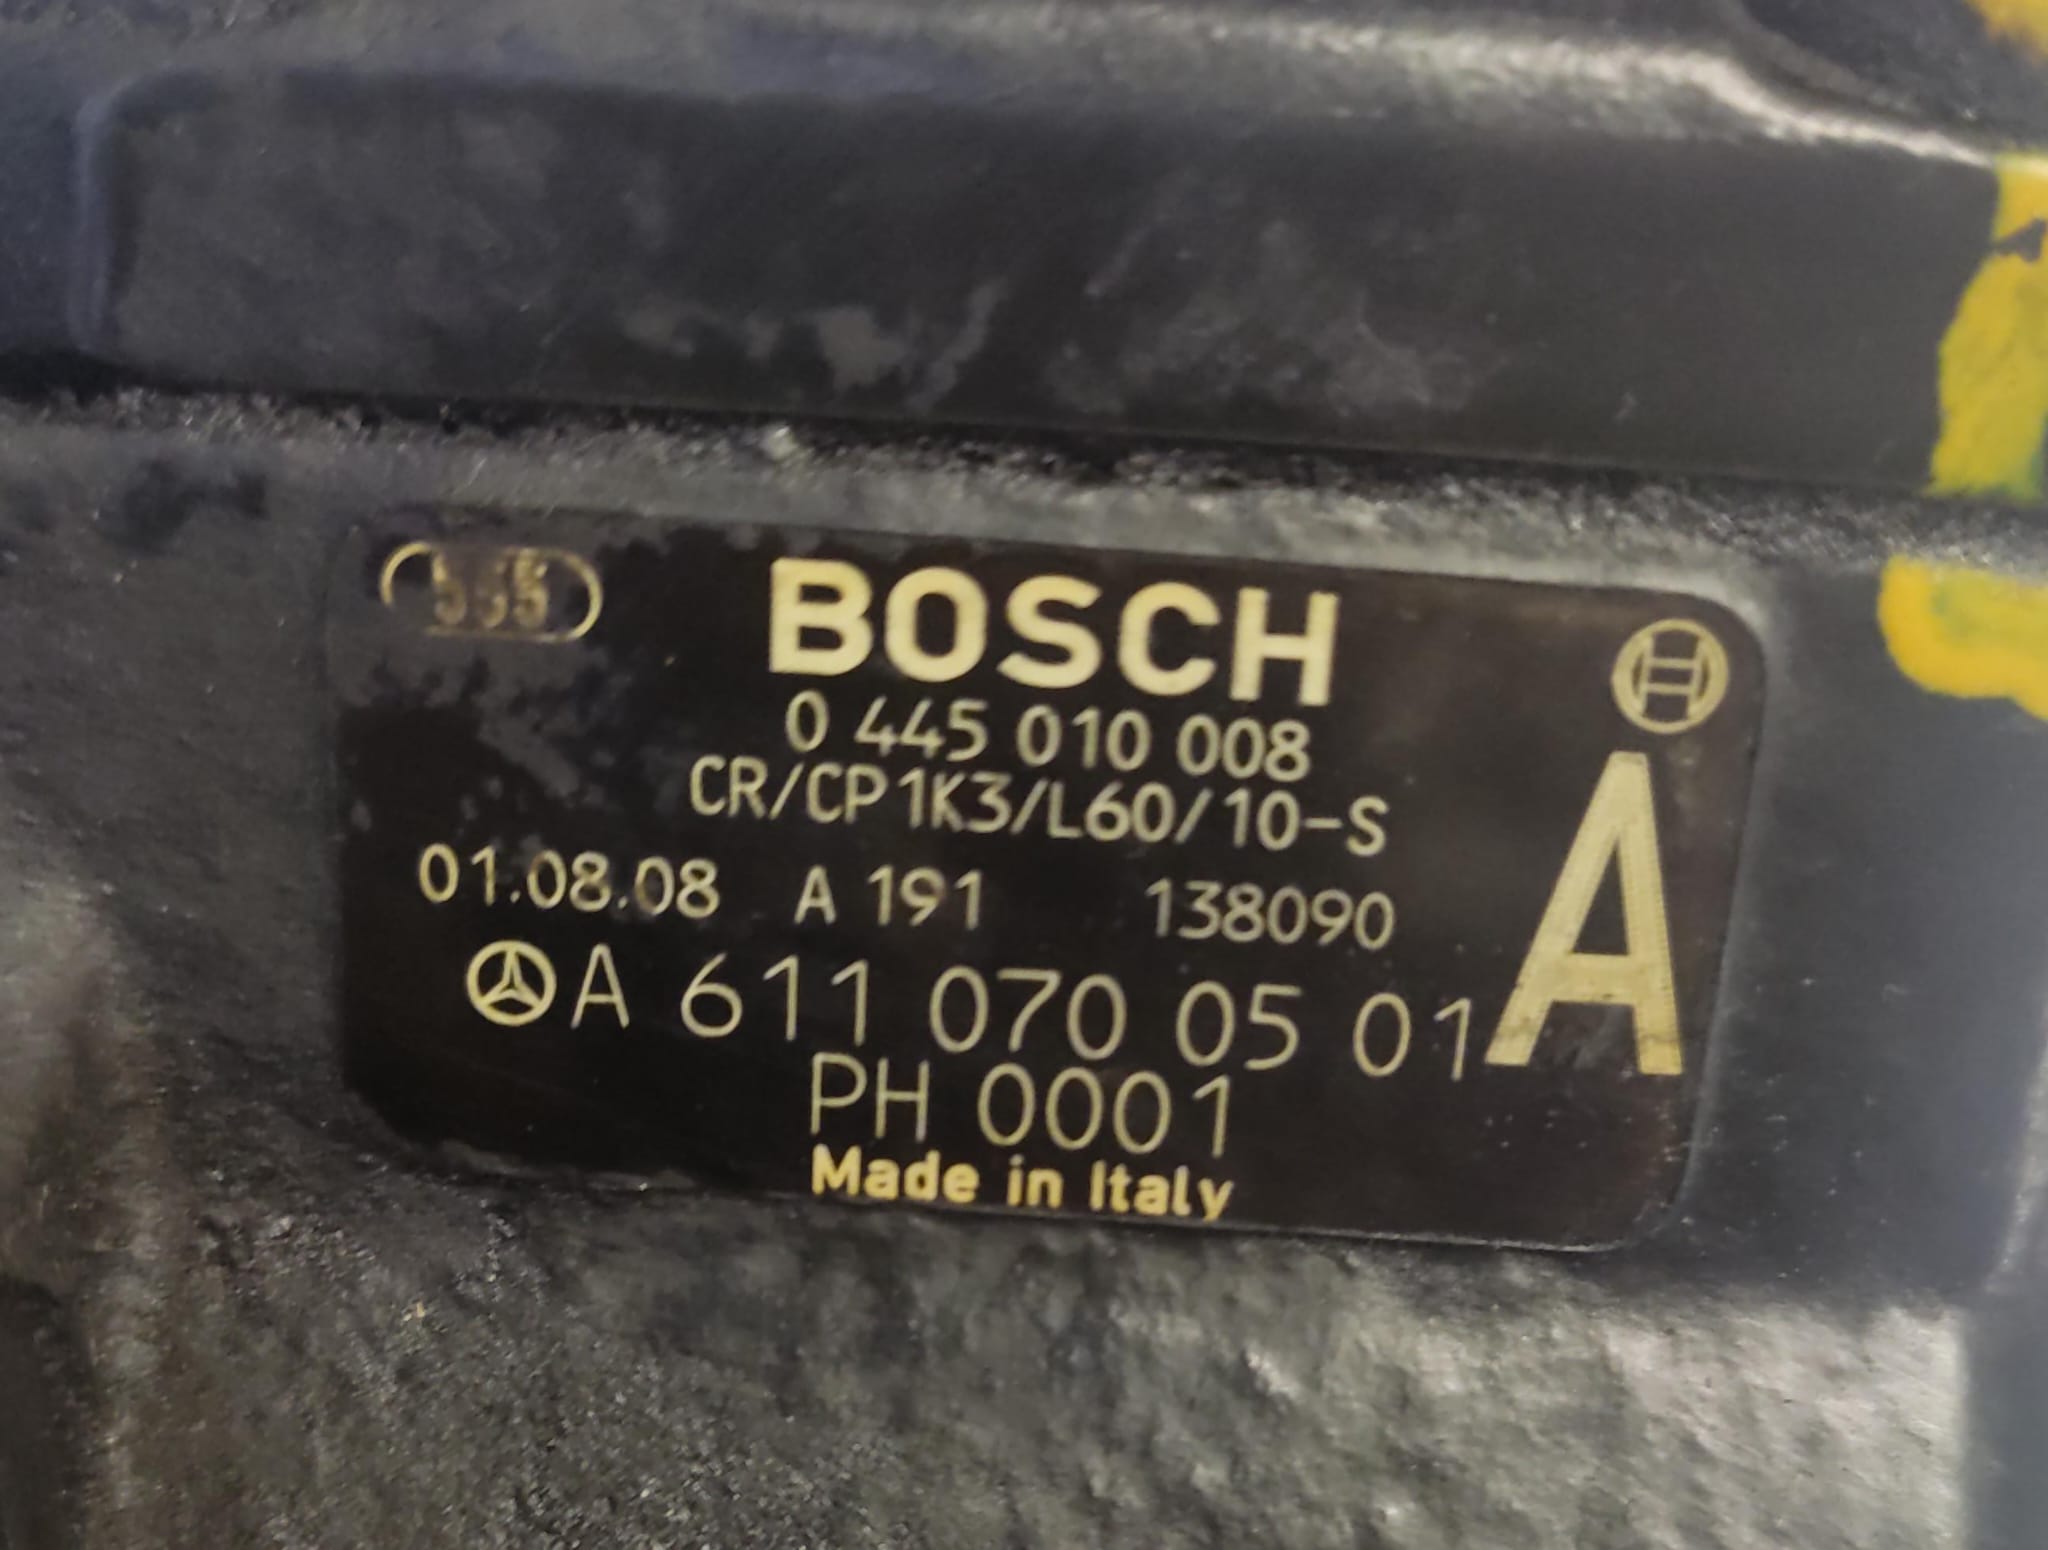 BOSCH
0 445 010 008
CR/CP1K3/L60/10-S
01.08.08 A 191 138090
A 611 070 05 01
PH 0001
Made in Italy
A